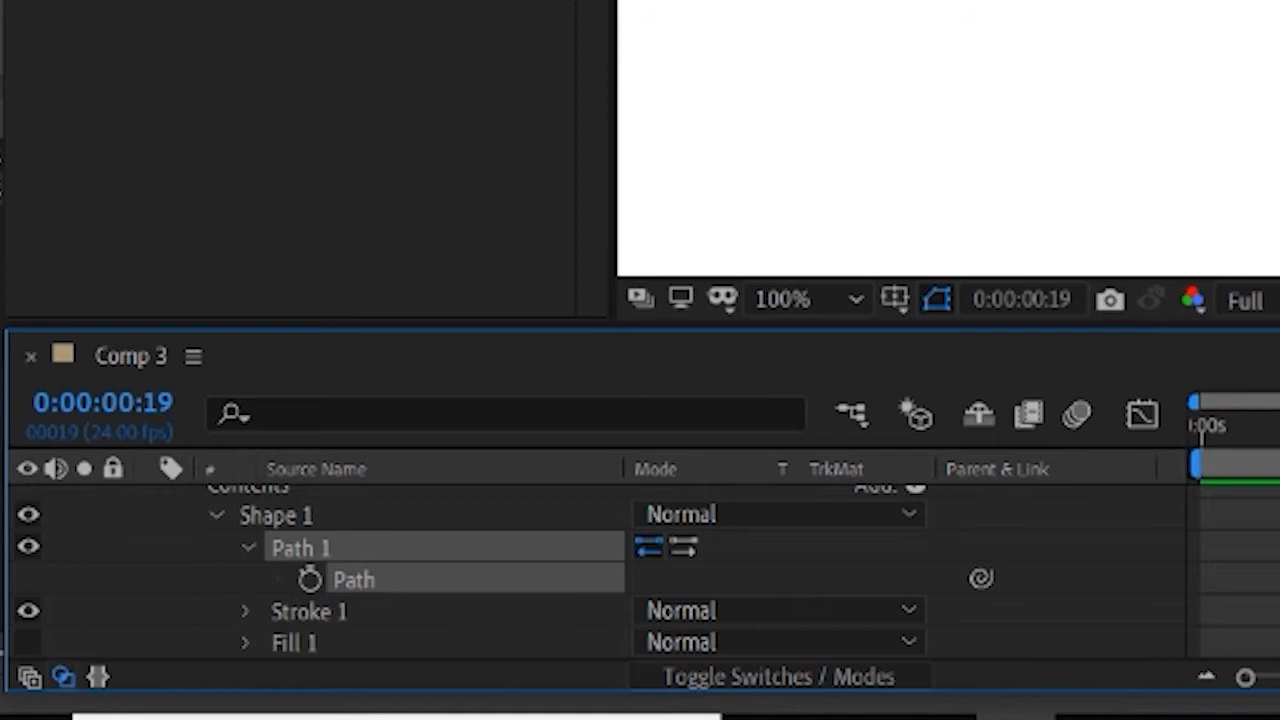 100% 0:00:00:19 Full
Comp 3
0:00:00:19
00019 (24.00 fps)
:00s
# Source Name Mode T TrkMat Parent & Link
Contents Add:
Shape 1 Normal
Path 1
Path
Stroke 1 Normal
Fill 1 Normal
Toggle Switches / Modes